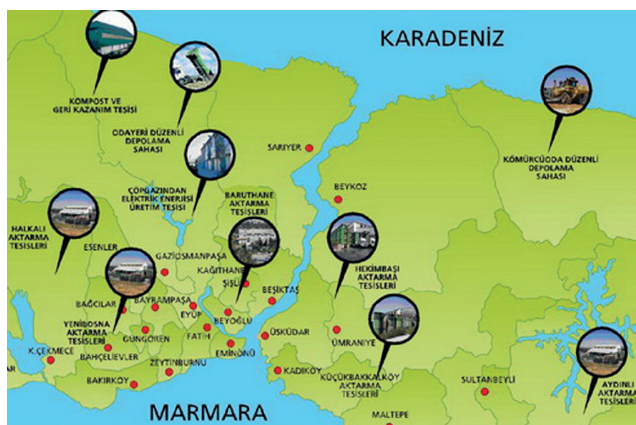 KARADENİZ
KOMPOST VE
GERİ KAZANIM TESİSİ
ODAYERİ DÜZENLİ
DEPOLAMA
SAHASI
SARIYER
KÖMÜRCÜODA DÜZENLİ
DEPOLAMA
SAHASI
ÇÖPGAZINDAN
ELEKTRİK ENERJİSİ
ÜRETİM TESİSİ
BARUTHANE
AKTARMA
TESİSLERİ
BEYKOZ
HALKALI
AKTARMA
TESİSLERİ
ESENLER
GAZİOSMANPAŞA
KAĞITHANE
ŞİŞLİ
HEKİMBAŞI
AKTARMA
TESİSLERİ
BAĞCILAR
BAYRAMPAŞA
EYÜP
BEYOĞLU
BEŞİKTAŞ
YENİBOSNA
AKTARMA
TESİSLERİ
GÜNGÖREN
FATİH
EMİNÖNÜ
ÜSKÜDAR
ÜMRANİYE
K.ÇEKMECE
BAHÇELİEVLER
ZEYTİNBURNU
BAKIRKÖY
KADIKÖY
KÜÇÜKBAKKALKÖY
AKTARMA
TESİSLERİ
SULTANBEYLİ
AYDINLI
AKTARMA
TESİSLERİ
MARMARA
MALTEPE